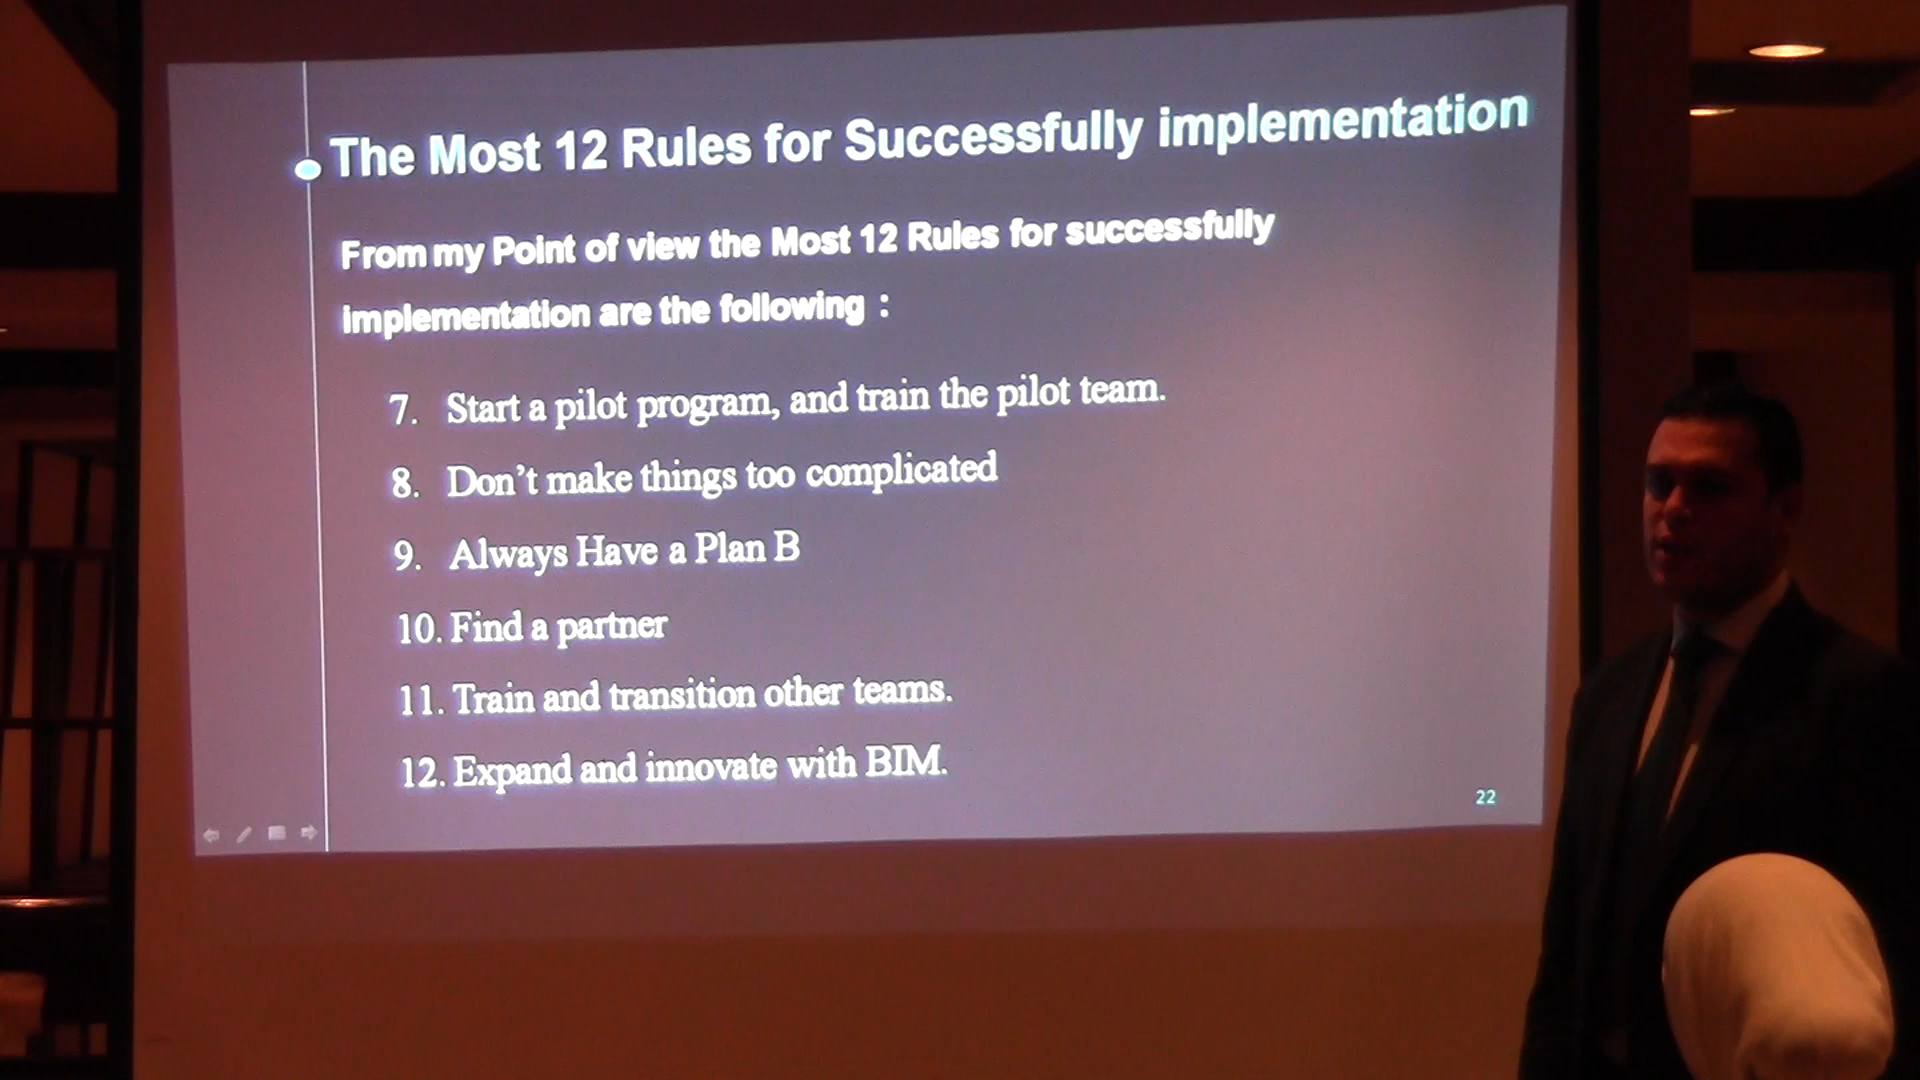 The Most 12 Rules for Successfully implementation
From my Point of view the Most 12 Rules for successfully
implementation are the following :
7. Start a pilot program, and train the pilot team.
8. Don't make things too complicated
9. Always Have a Plan B
10. Find a partner
11. Train and transition other teams.
12. Expand and innovate with BIM.
22